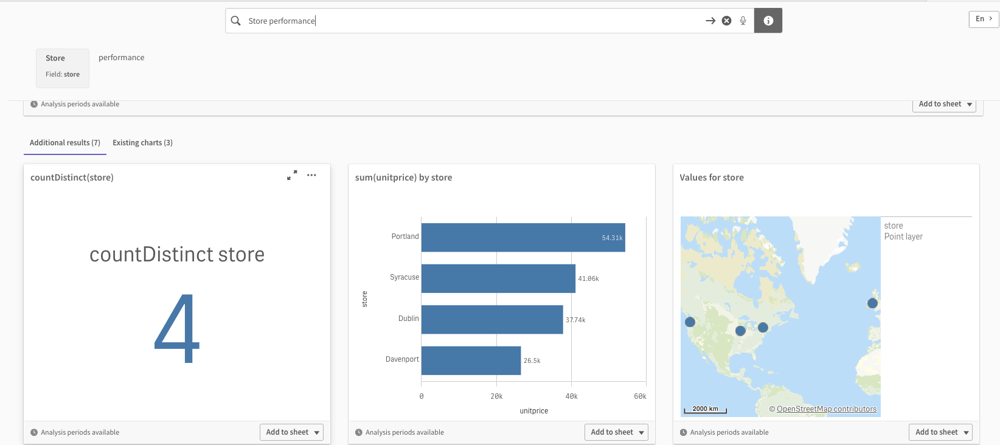 Store performance
En
Store
performance
Field: store
Analysis periods available
Add to sheet
Additional results (7)
Existing charts (3)
countDistinct(store)
countDistinct store
4
Analysis periods available
Add to sheet
sum(unitprice) by store
store
Portland
54.31k
Syracuse
41.06k
Dublin
37.74k
Davenport
26.5k
0
20k
40k
60k
unitprice
Analysis periods available
Add to sheet
Values for store
store
Point layer
2000 km
© OpenStreetMap contributors
Analysis periods available
Add to sheet